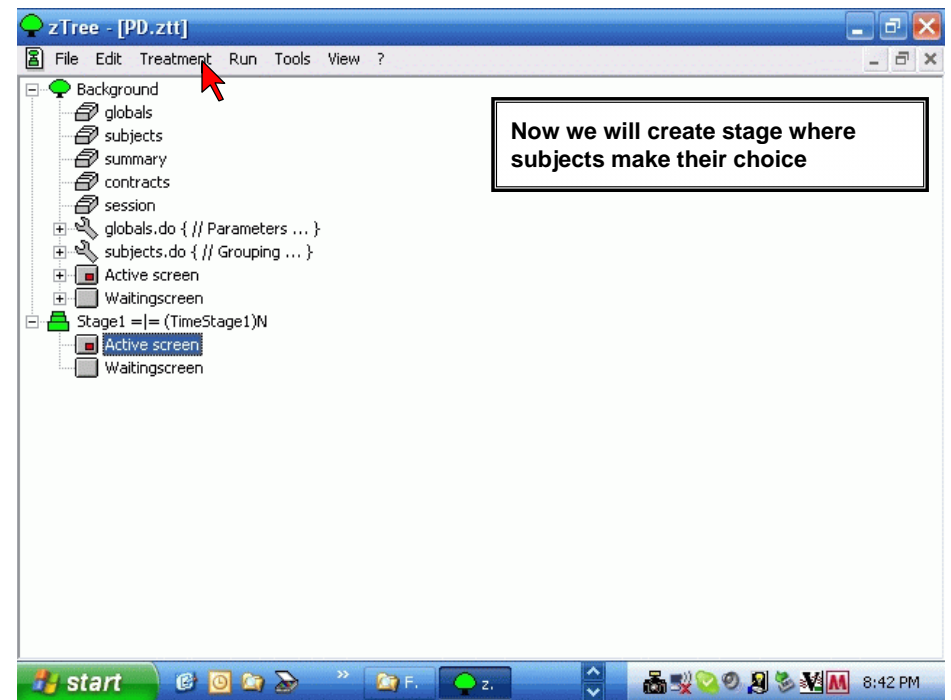 zTree - [PD.ztt]
File Edit Treatment Run Tools View ?
Background
globals
subjects
summary
contracts
session
globals.do { // Parameters ... }
subjects.do { // Grouping ... }
Active screen
Waitingscreen
Stage1 =|= (TimeStage1)N
Active screen
Waitingscreen
Now we will create stage where
subjects make their choice
start
F.
z.
8:42 PM